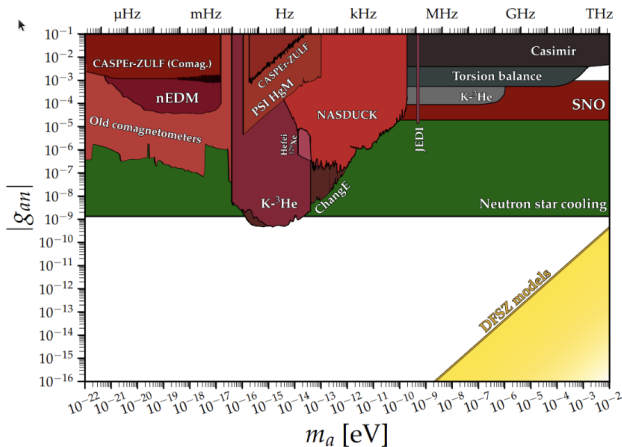 μHz mHz Hz kHz MHz GHz THz
10⁻¹
10⁻²
10⁻³
10⁻⁴
10⁻⁵
10⁻⁶
10⁻⁷
10⁻⁸
10⁻⁹
10⁻¹⁰
10⁻¹¹
10⁻¹²
10⁻¹³
10⁻¹⁴
10⁻¹⁵
10⁻¹⁶
|gₐₙ|
CASPEr-ZULF (Comag.)
nEDM
Old comagnetometers
CASPEr-ZULF
PSI HgM
NASDUCK
Hefei
¹²⁹Xe
K-³He
ChangE
Casimir
Torsion balance
K-³He
SNO
JEDI
Neutron star cooling
DFSZ models
10⁻²² 10⁻²¹ 10⁻²⁰ 10⁻¹⁹ 10⁻¹⁸ 10⁻¹⁷ 10⁻¹⁶ 10⁻¹⁵ 10⁻¹⁴ 10⁻¹³ 10⁻¹² 10⁻¹¹ 10⁻¹⁰ 10⁻⁹ 10⁻⁸ 10⁻⁷ 10⁻⁶ 10⁻⁵ 10⁻⁴ 10⁻³ 10⁻²
mₐ [eV]